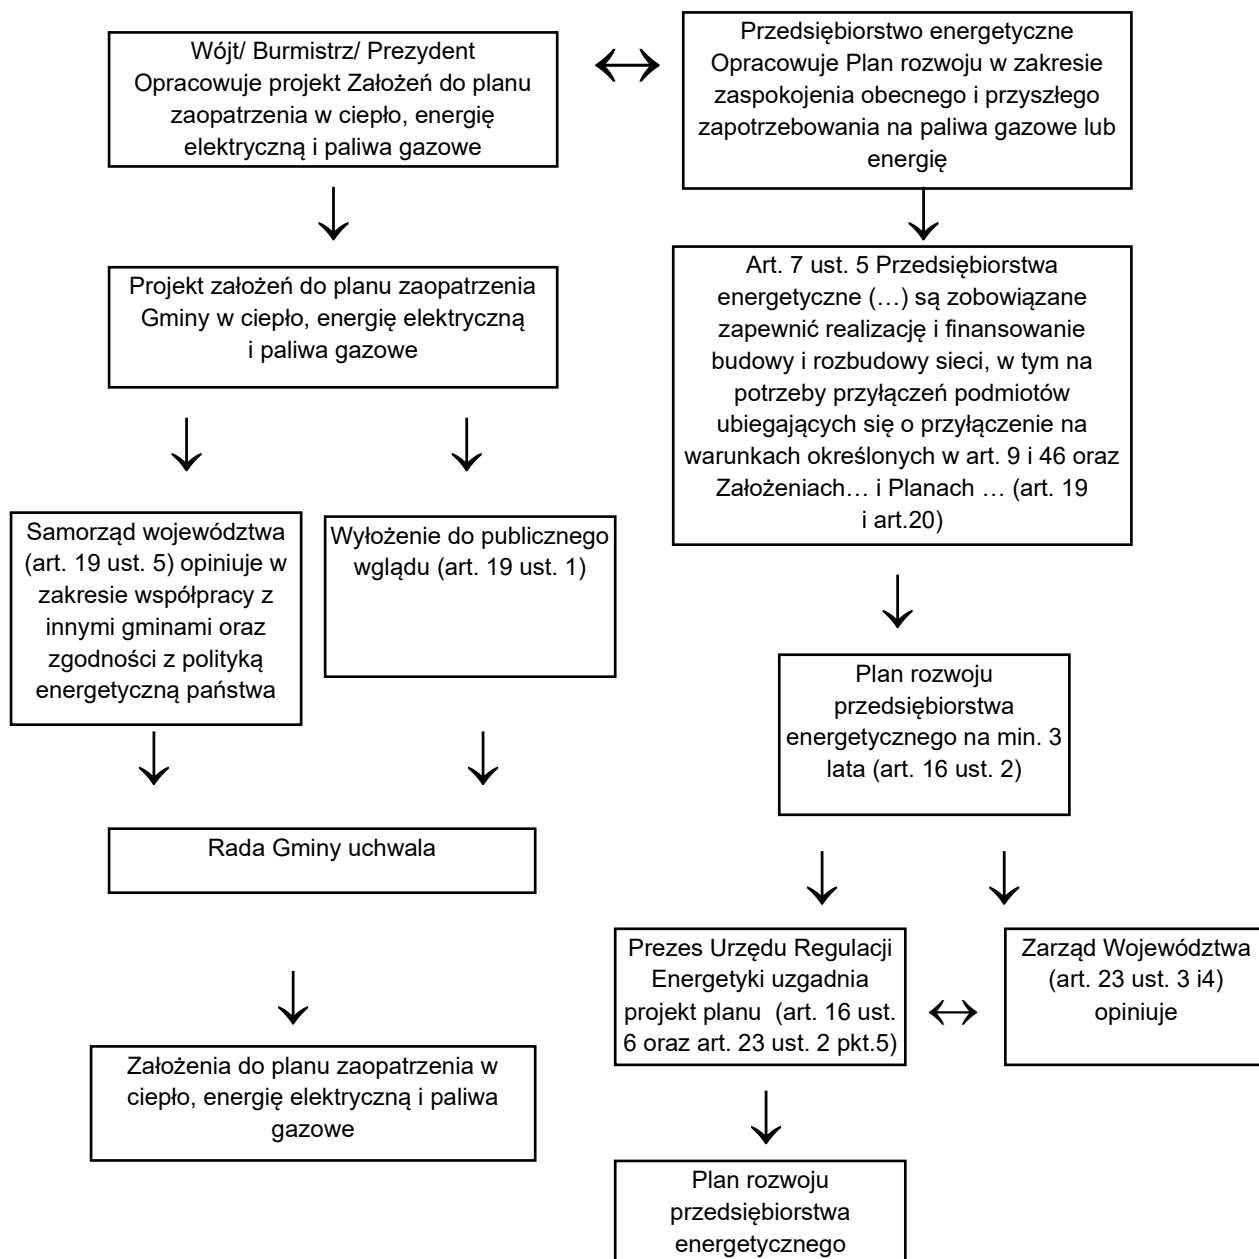 Wójt/ Burmistrz/ Prezydent
Opracowuje projekt Założeń do planu
zaopatrzenia w ciepło, energię
elektryczną i paliwa gazowe
Przedsiębiorstwo energetyczne
Opracowuje Plan rozwoju w zakresie
zaspokojenia obecnego i przyszłego
zapotrzebowania na paliwa gazowe lub
energię
Projekt założeń do planu zaopatrzenia
Gminy w ciepło, energię elektryczną
i paliwa gazowe
Art. 7 ust. 5 Przedsiębiorstwa
energetyczne (…) są zobowiązane
zapewnić realizację i finansowanie
budowy i rozbudowy sieci, w tym na
potrzeby przyłączeń podmiotów
ubiegających się o przyłączenie na
warunkach określonych w art. 9 i 46 oraz
Założeniach… i Planach … (art. 19
i art.20)
Samorząd województwa
(art. 19 ust. 5) opiniuje w
zakresie współpracy z
innymi gminami oraz
zgodności z polityką
energetyczną państwa
Wyłożenie do publicznego
wglądu (art. 19 ust. 1)
Plan rozwoju
przedsiębiorstwa
energetycznego na min. 3
lata (art. 16 ust. 2)
Rada Gminy uchwala
Prezes Urzędu Regulacji
Energetyki uzgadnia
projekt planu (art. 16 ust.
6 oraz art. 23 ust. 2 pkt.5)
Zarząd Województwa
(art. 23 ust. 3 i4)
opiniuje
Założenia do planu zaopatrzenia w
ciepło, energię elektryczną i paliwa
gazowe
Plan rozwoju
przedsiębiorstwa
energetycznego